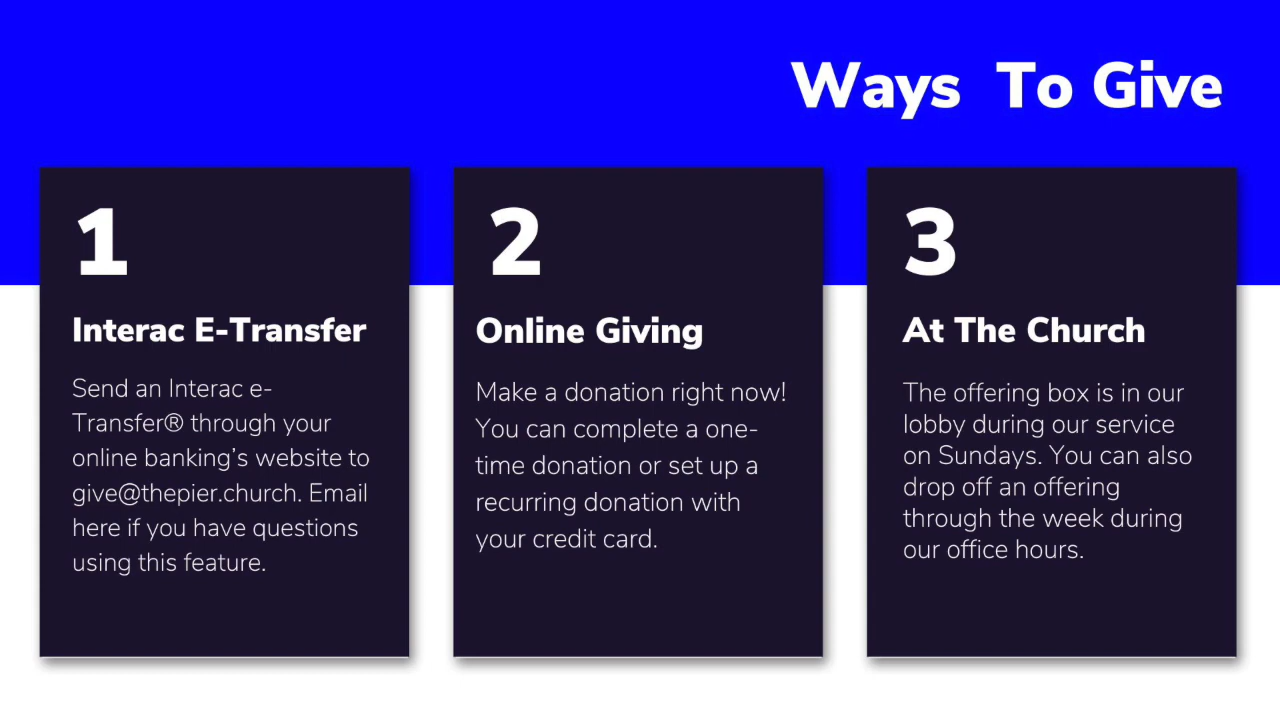 Ways To Give
1
Interac E-Transfer
Send an Interac e-
Transfer® through your
online banking’s website to
give@thepier.church. Email
here if you have questions
using this feature.
2
Online Giving
Make a donation right now!
You can complete a one-
time donation or set up a
recurring donation with
your credit card.
3
At The Church
The offering box is in our
lobby during our service
on Sundays. You can also
drop off an offering
through the week during
our office hours.